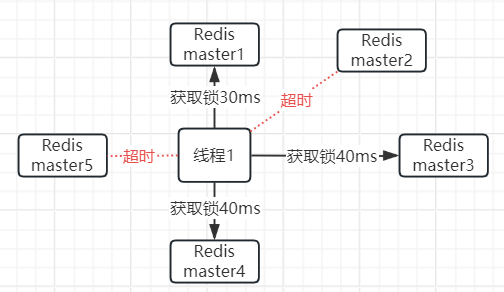 Redis
master1
Redis
master2
获取锁30ms
超时
Redis
master5
超时
线程1
获取锁40ms
Redis
master3
获取锁40ms
Redis
master4